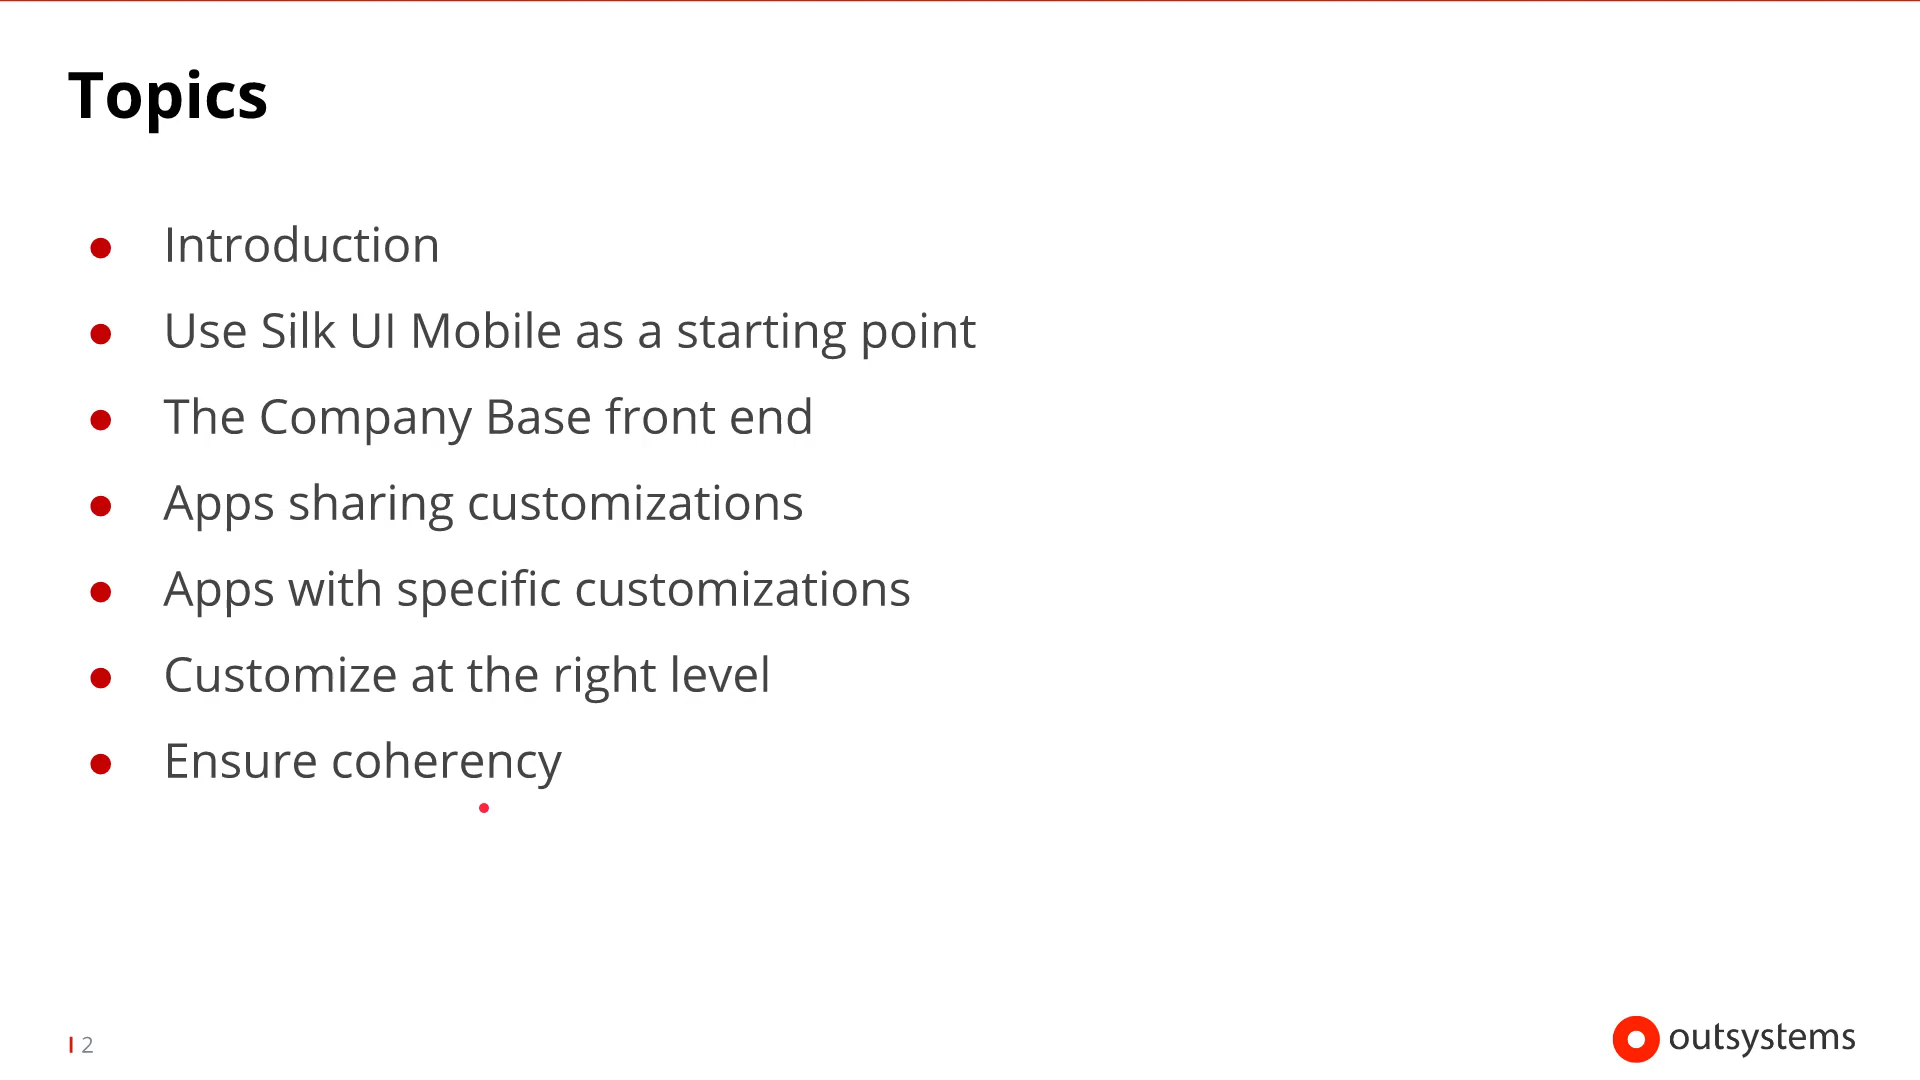 Topics
● Introduction
● Use Silk UI Mobile as a starting point
● The Company Base front end
● Apps sharing customizations
● Apps with specific customizations
● Customize at the right level
● Ensure coherency
I 2
outsystems